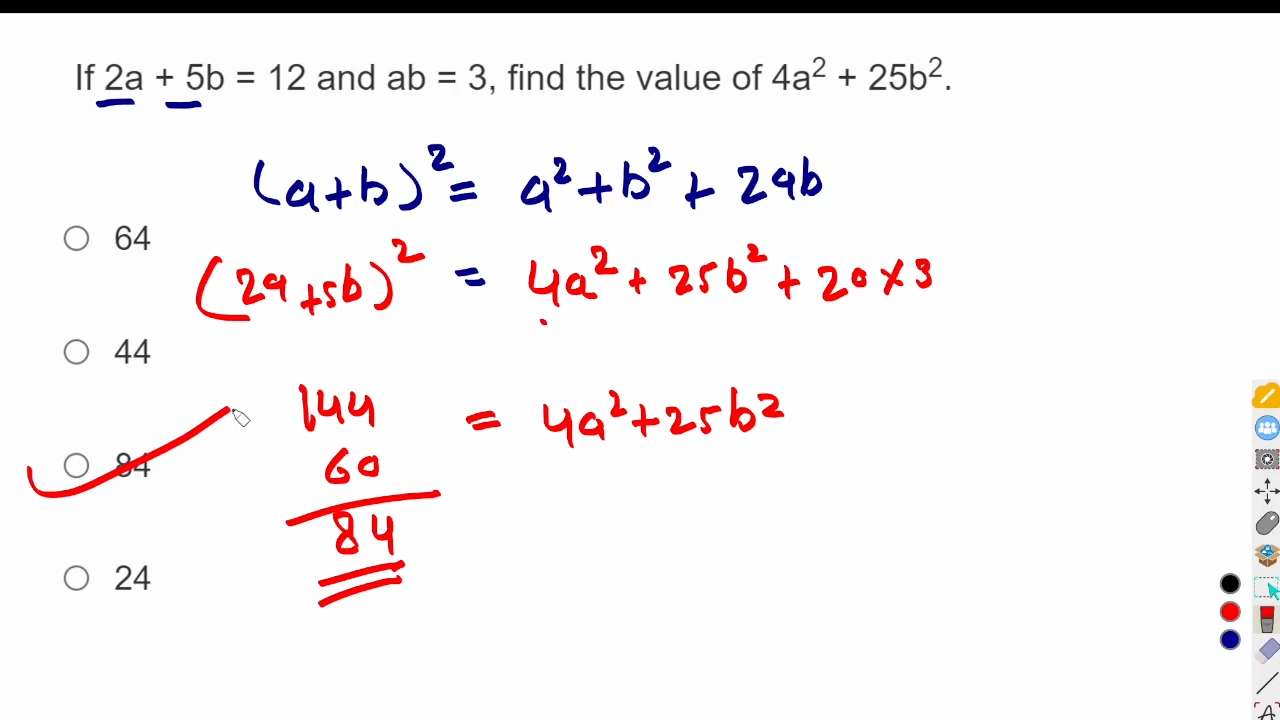 If 2a + 5b = 12 and ab = 3, find the value of 4a² + 25b².
(a+b)² = a² + b² + 2ab
64
(2a+5b)² = 4a² + 25b² + 20 × 3
44
144 = 4a² + 25b²
60
84
84
24